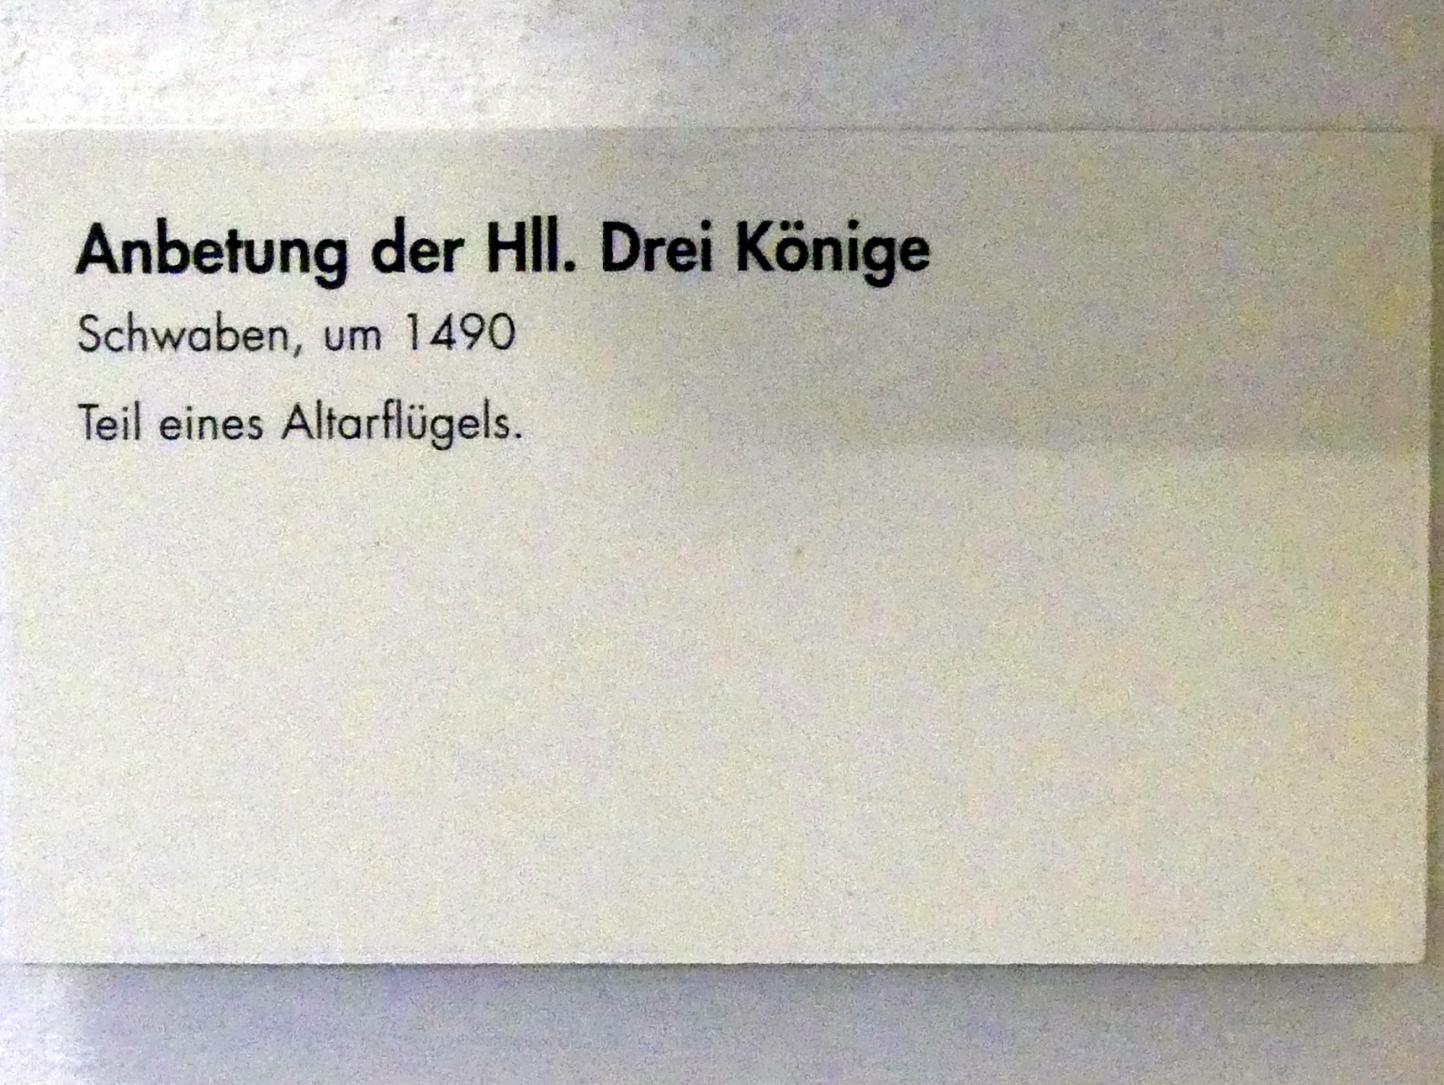 Anbetung der Hll. Drei Könige
Schwaben, um 1490
Teil eines Altarflügels.